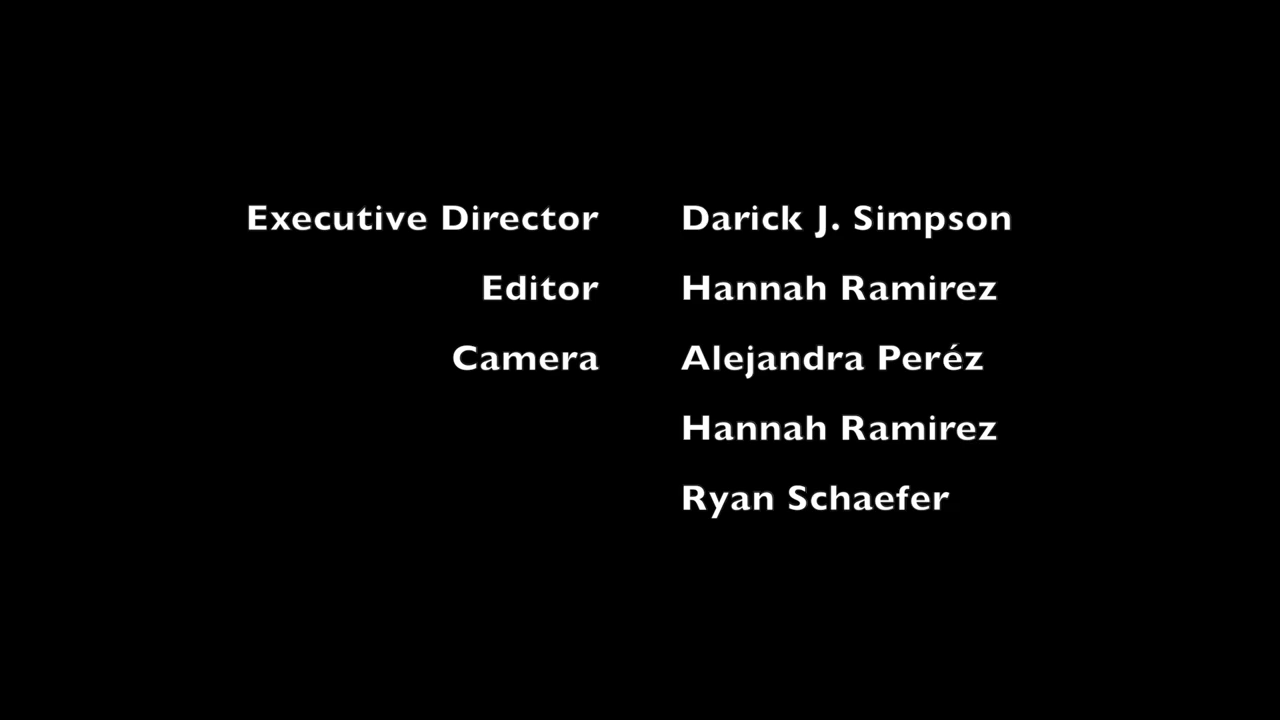 Executive Director Darick J. Simpson
Editor Hannah Ramirez
Camera Alejandra Peréz
Hannah Ramirez
Ryan Schaefer